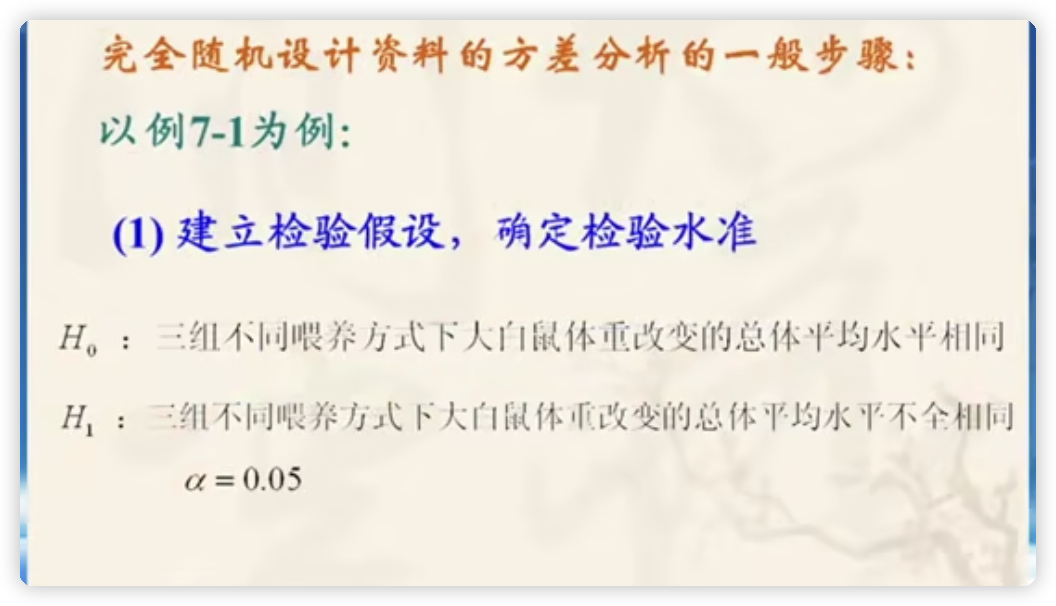 完全随机设计资料的方差分析的一般步骤：
以例7-1为例：
(1) 建立检验假设，确定检验水准
H₀ ：三组不同喂养方式下大白鼠体重改变的总体平均水平相同
H₁ ：三组不同喂养方式下大白鼠体重改变的总体平均水平不全相同
α = 0.05